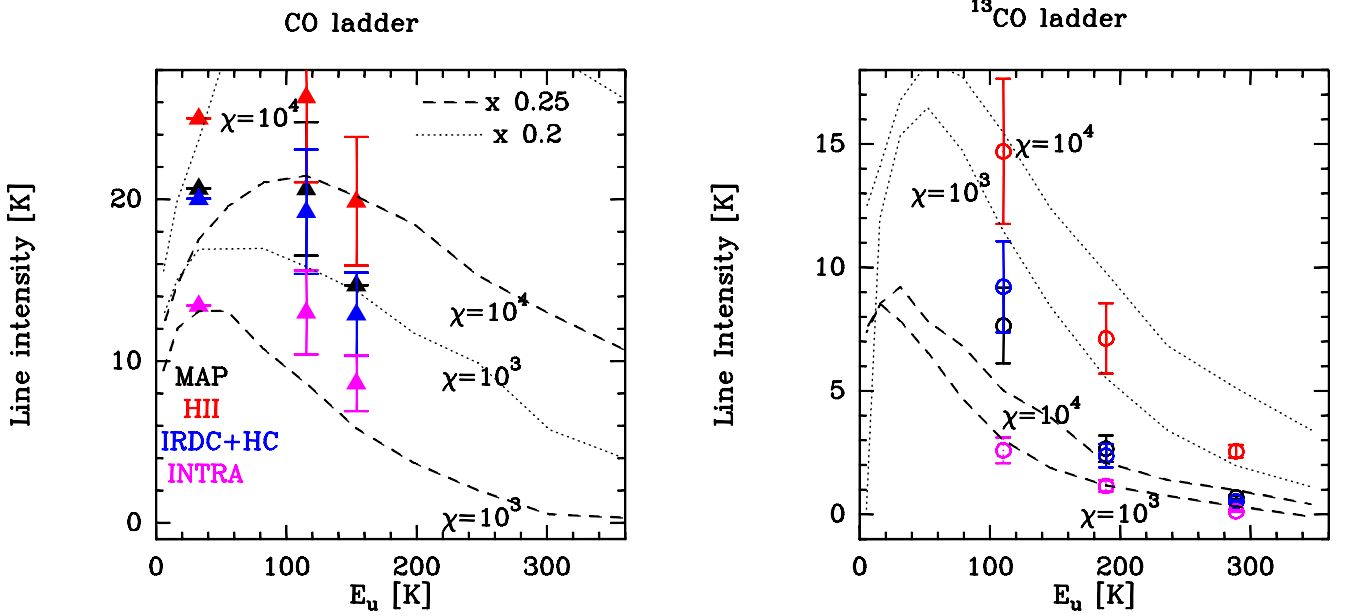 CO ladder
χ=10⁴
x 0.25
x 0.2
χ=10⁴
χ=10³
χ=10³
MAP
HII
IRDC+HC
INTRA
20
10
0
0 100 200 300
Line intensity [K]
Eᵤ [K]
¹³CO ladder
χ=10⁴
χ=10³
χ=10⁴
χ=10³
15
10
5
0
0 100 200 300
Line Intensity [K]
Eᵤ [K]